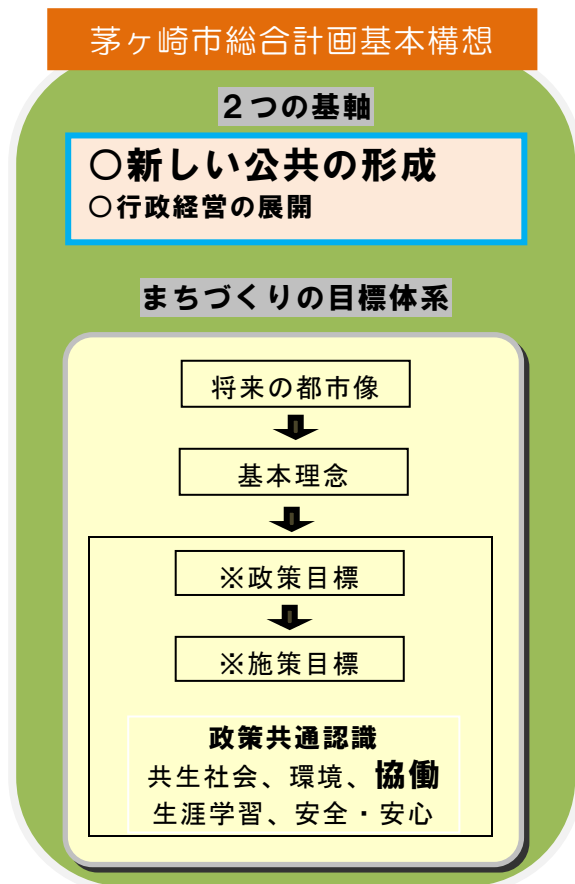 茅ヶ崎市総合計画基本構想
２つの基軸
○新しい公共の形成
○行政経営の展開
まちづくりの目標体系
将来の都市像
基本理念
※政策目標
※施策目標
政策共通認識
共生社会、環境、協働
生涯学習、安全・安心